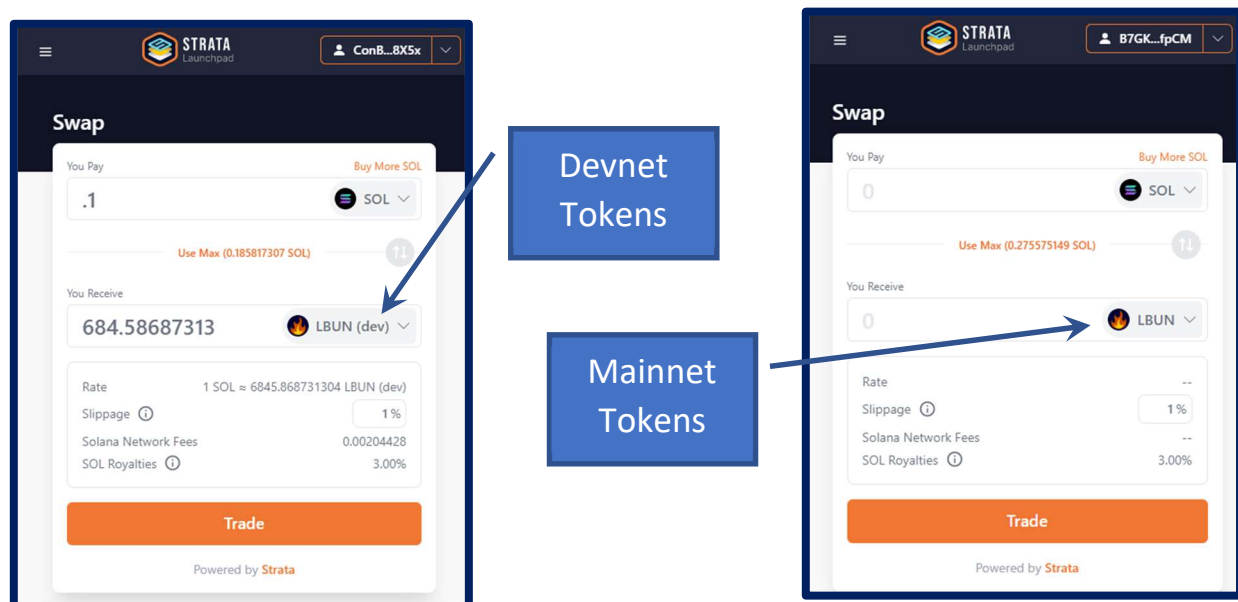 STRATA
Launchpad
ConB...8X5x
Swap
You Pay
Buy More SOL
.1
SOL
Use Max (0.185817307 SOL)
You Receive
684.58687313
LBUN (dev)
Rate
1 SOL ≈ 6845.868731304 LBUN (dev)
Slippage
1%
Solana Network Fees
0.00204428
SOL Royalties
3.00%
Trade
Powered by Strata
Devnet
Tokens
Mainnet
Tokens
STRATA
Launchpad
B7GK...fpCM
Swap
You Pay
Buy More SOL
0
SOL
Use Max (0.275575149 SOL)
You Receive
0
LBUN
Rate
--
Slippage
1%
Solana Network Fees
--
SOL Royalties
3.00%
Trade
Powered by Strata